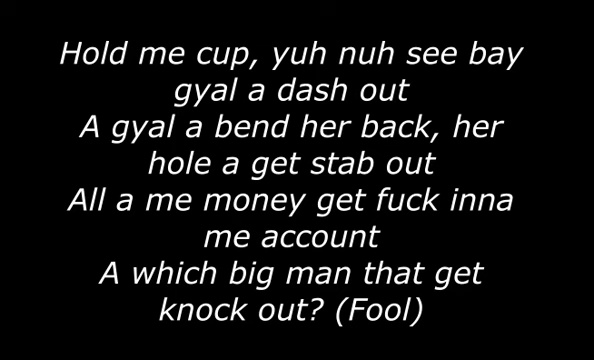 Hold me cup, yuh nuh see bay
gyal a dash out
A gyal a bend her back, her
hole a get stab out
All a me money get fuck inna
me account
A which big man that get
knock out? (Fool)